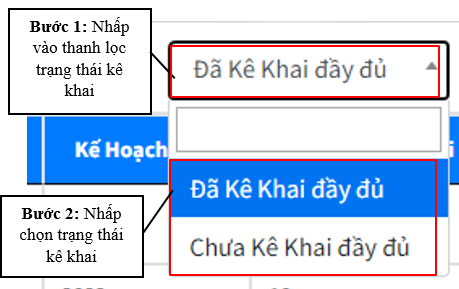 Bước 1: Nhấp
vào thanh lọc
trạng thái kê
khai
Đã Kê Khai đầy đủ
Kế Hoạch
Đã Kê Khai đầy đủ
Bước 2: Nhấp
chọn trạng thái
kê khai
Chưa Kê Khai đầy đủ